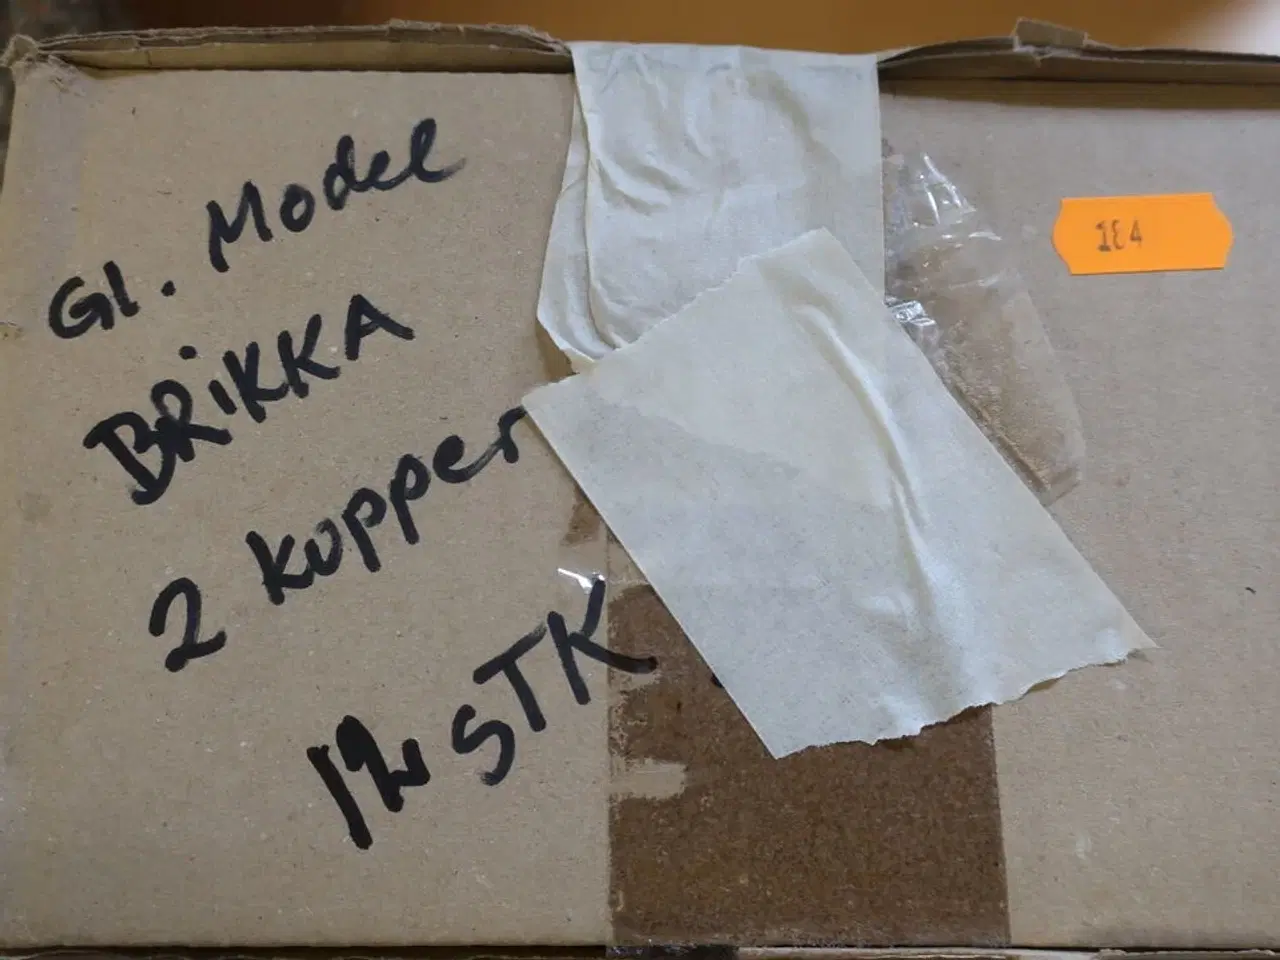 Gl. Model
BRiKKA
2 kopper
12 STK
184